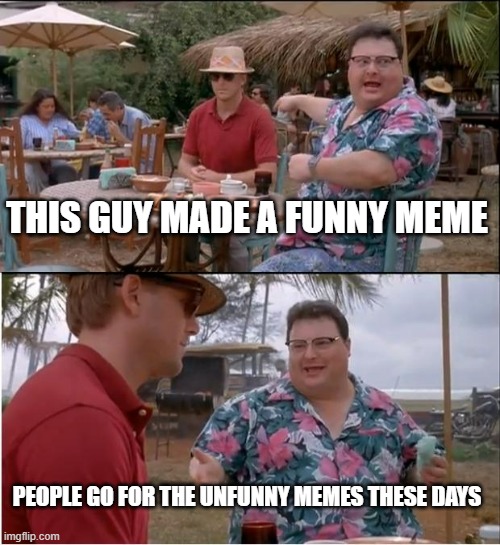 THIS GUY MADE A FUNNY MEME
PEOPLE GO FOR THE UNFUNNY MEMES THESE DAYS
imgflip.com